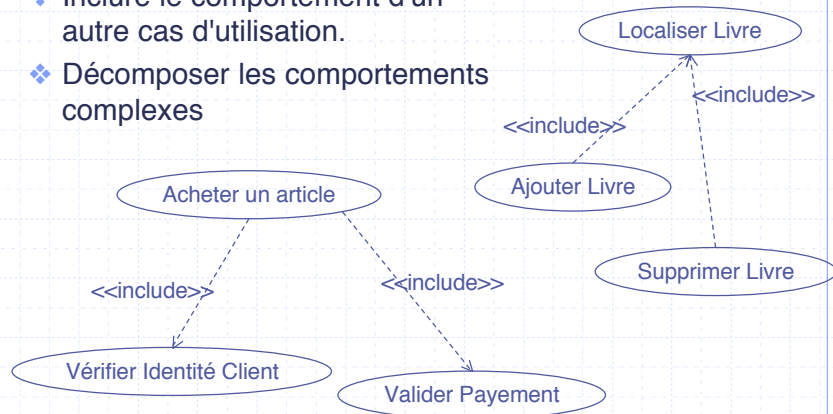 Inclure le comportement d'un
autre cas d'utilisation.
Décomposer les comportements
complexes
Localiser Livre
<<include>>
<<include>>
Ajouter Livre
Acheter un article
Supprimer Livre
<<include>>
<<include>>
Vérifier Identité Client
Valider Payement